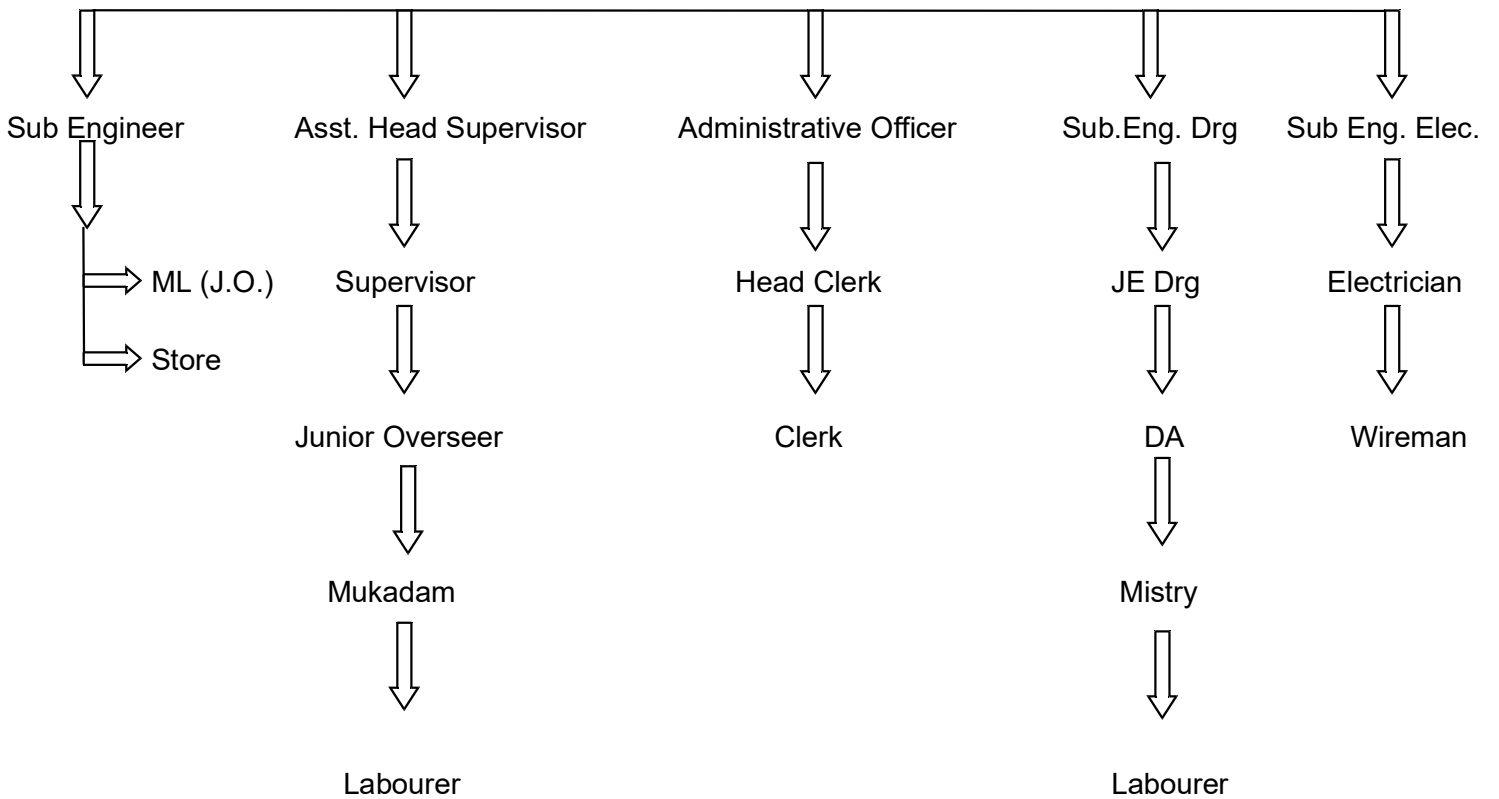 Sub Engineer Asst. Head Supervisor Administrative Officer Sub.Eng. Drg Sub Eng. Elec.
ML (J.O.) Supervisor Head Clerk JE Drg Electrician
Store
Junior Overseer Clerk DA Wireman
Mukadam Mistry
Labourer Labourer